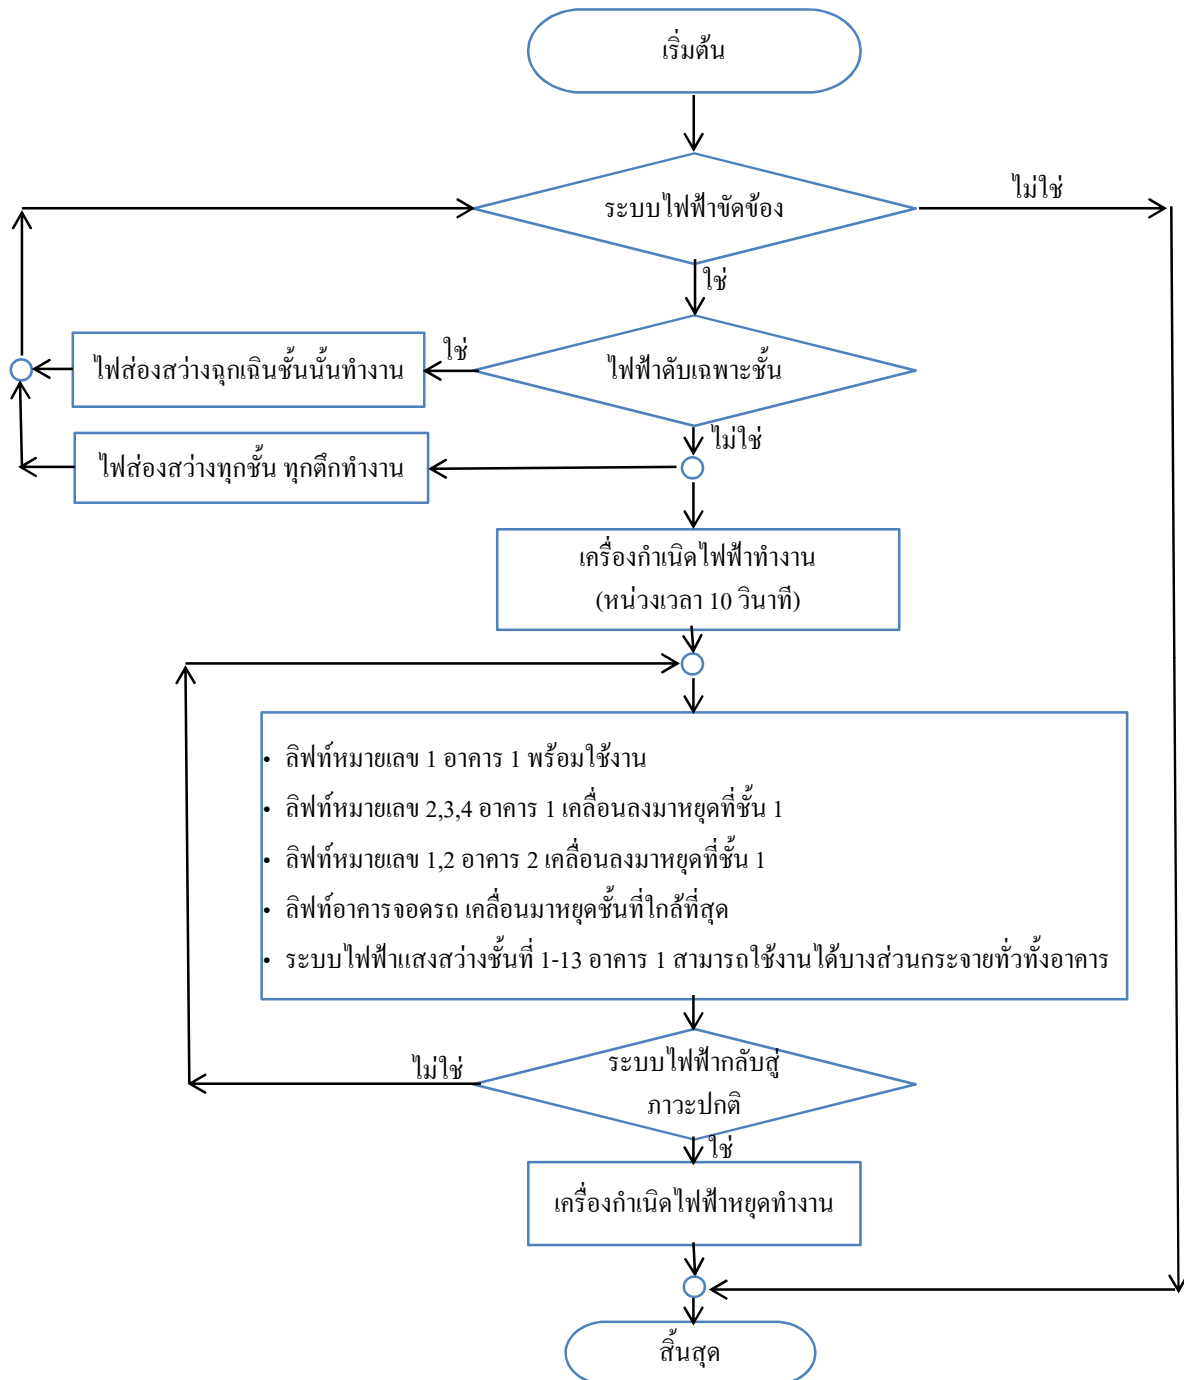 เริ่มต้น
ระบบไฟฟ้าขัดข้อง
ไม่ใช่
ใช่
ไฟฟ้าดับเฉพาะชั้น
ใช่
ไฟส่องสว่างฉุกเฉินชั้นนั้นทำงาน
ไม่ใช่
ไฟส่องสว่างทุกชั้น ทุกตึกทำงาน
เครื่องกำเนิดไฟฟ้าทำงาน
(หน่วงเวลา 10 วินาที)
• ลิฟท์หมายเลข 1 อาคาร 1 พร้อมใช้งาน
• ลิฟท์หมายเลข 2,3,4 อาคาร 1 เคลื่อนลงมาหยุดที่ชั้น 1
• ลิฟท์หมายเลข 1,2 อาคาร 2 เคลื่อนลงมาหยุดที่ชั้น 1
• ลิฟท์อาคารจอดรถ เคลื่อนมาหยุดชั้นที่ใกล้ที่สุด
• ระบบไฟฟ้าแสงสว่างชั้นที่ 1-13 อาคาร 1 สามารถใช้งานได้บางส่วนกระจายทั่วทั้งอาคาร
ระบบไฟฟ้ากลับสู่
ภาวะปกติ
ไม่ใช่
ใช่
เครื่องกำเนิดไฟฟ้าหยุดทำงาน
สิ้นสุด